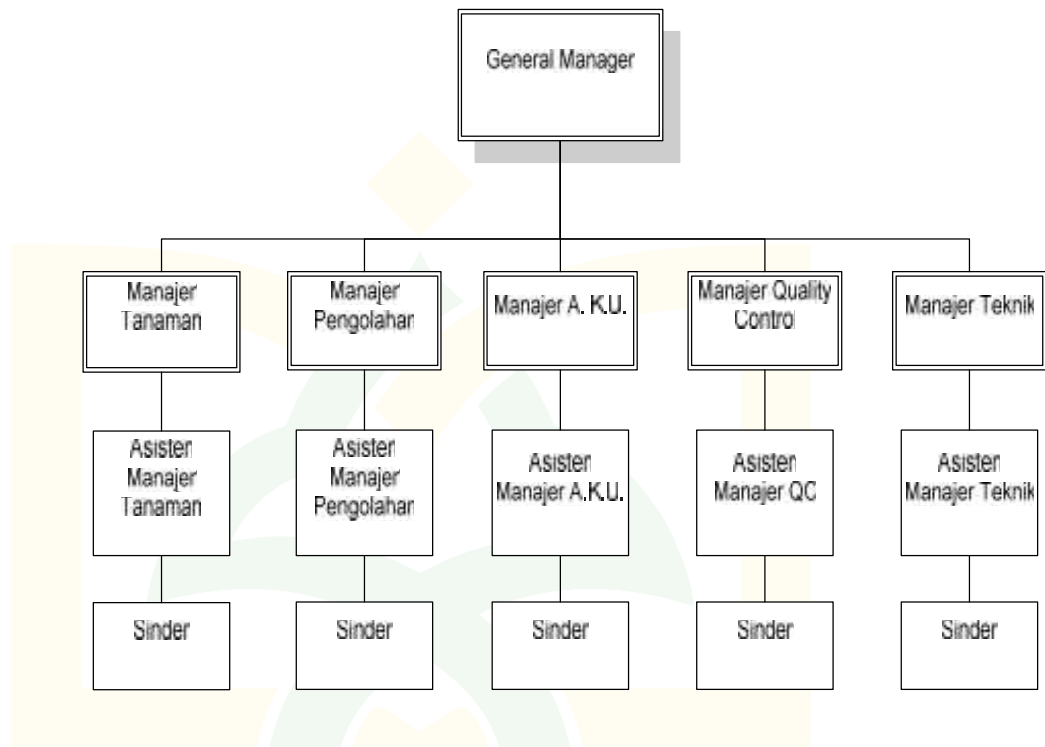 General Manager
Manajer
Tanaman
Manajer
Pengolahan
Manajer A. K.U.
Manajer Quality
Control
Manajer Teknik
Asisten
Manajer
Tanaman
Asisten
Manajer
Pengolahan
Asisten
Manajer A.K.U.
Asisten
Manajer QC
Asisten
Manajer Teknik
Sinder
Sinder
Sinder
Sinder
Sinder